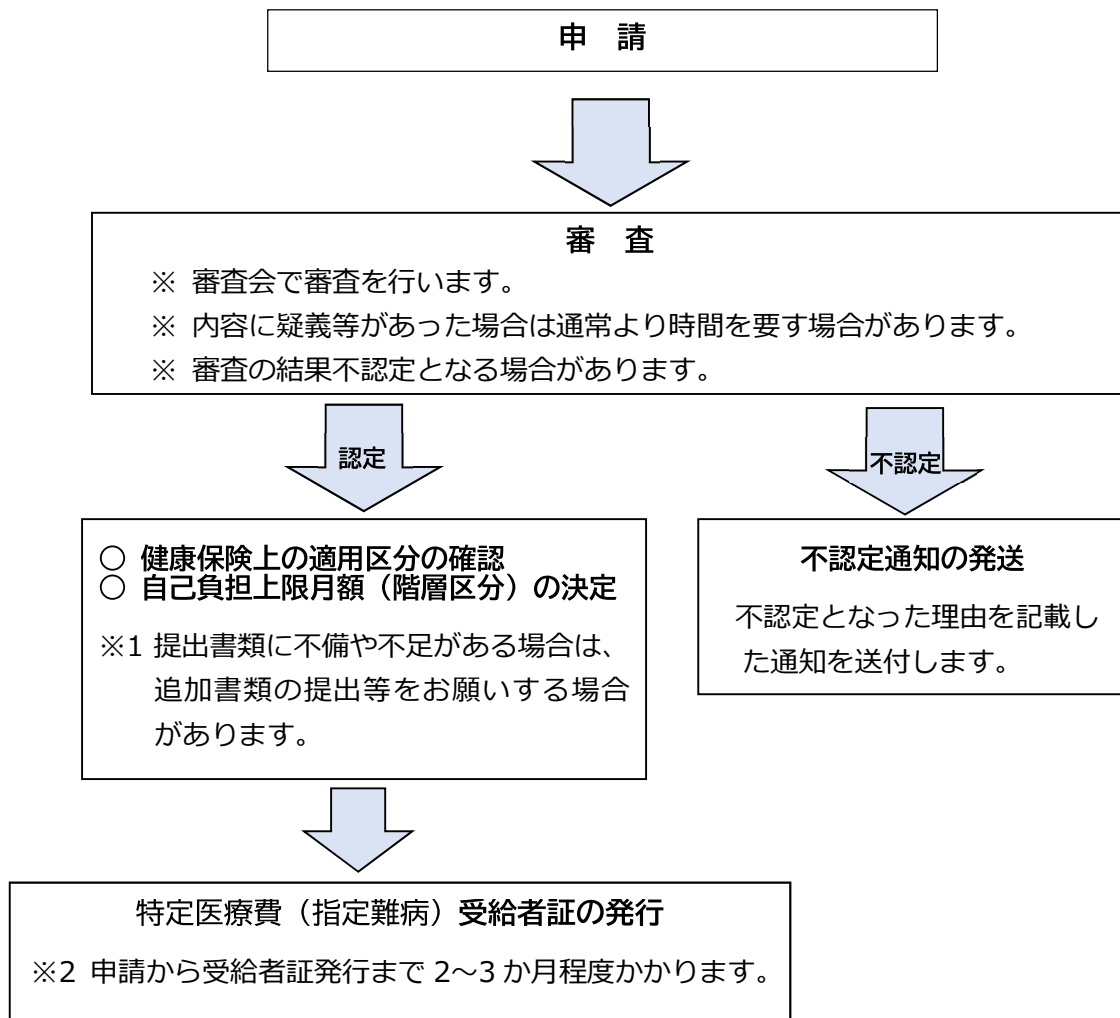 申 請
審 査
※ 審査会で審査を行います。
※ 内容に疑義等があった場合は通常より時間を要す場合があります。
※ 審査の結果不認定となる場合があります。
認定
不認定
○ 健康保険上の適用区分の確認
○ 自己負担上限月額（階層区分）の決定
※1 提出書類に不備や不足がある場合は、
追加書類の提出等をお願いする場合
があります。
不認定通知の発送
不認定となった理由を記載し
た通知を送付します。
特定医療費（指定難病）受給者証の発行
※2 申請から受給者証発行まで 2～3 か月程度かかります。